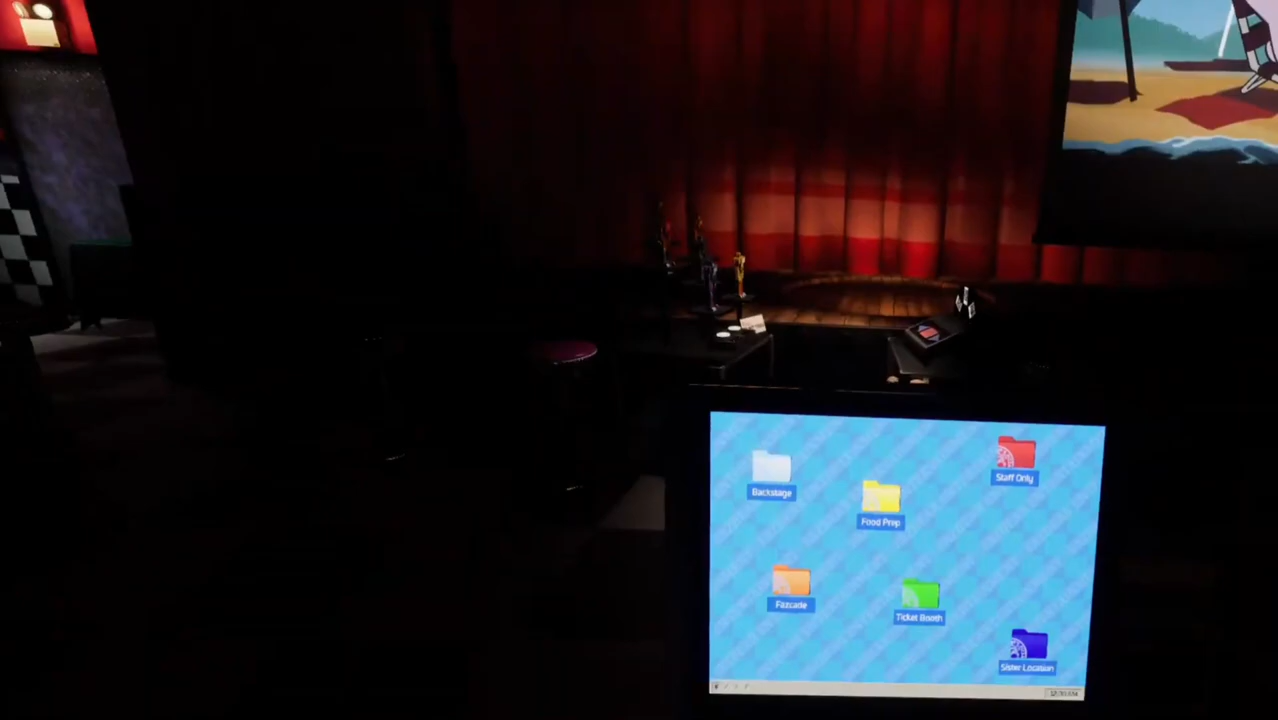 Staff Only
Backstage
Food Prep
Fazcade
Ticket Booth
Sister Location